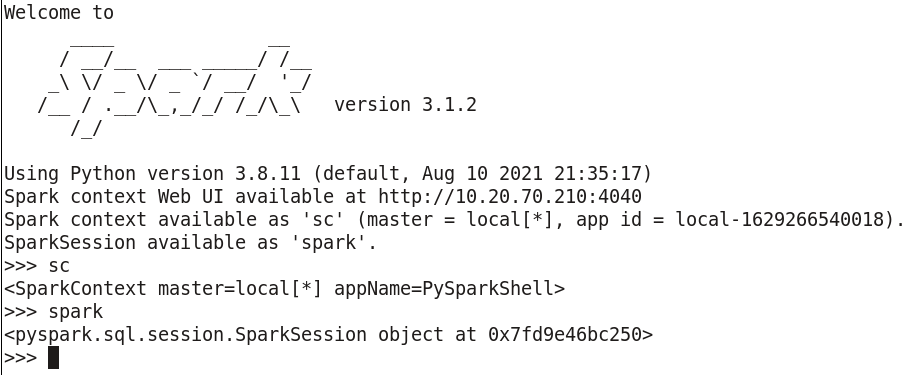 Welcome to
      ____              __
     / __/__  ___ _____/ /__
    _\ \/ _ \/ _ `/ __/  '_/
   /__ / .__/\_,_/_/ /_/\_\   version 3.1.2
      /_/

Using Python version 3.8.11 (default, Aug 10 2021 21:35:17)
Spark context Web UI available at http://10.20.70.210:4040
Spark context available as 'sc' (master = local[*], app id = local-1629266540018).
SparkSession available as 'spark'.
>>> sc
<SparkContext master=local[*] appName=PySparkShell>
>>> spark
<pyspark.sql.session.SparkSession object at 0x7fd9e46bc250>
>>>